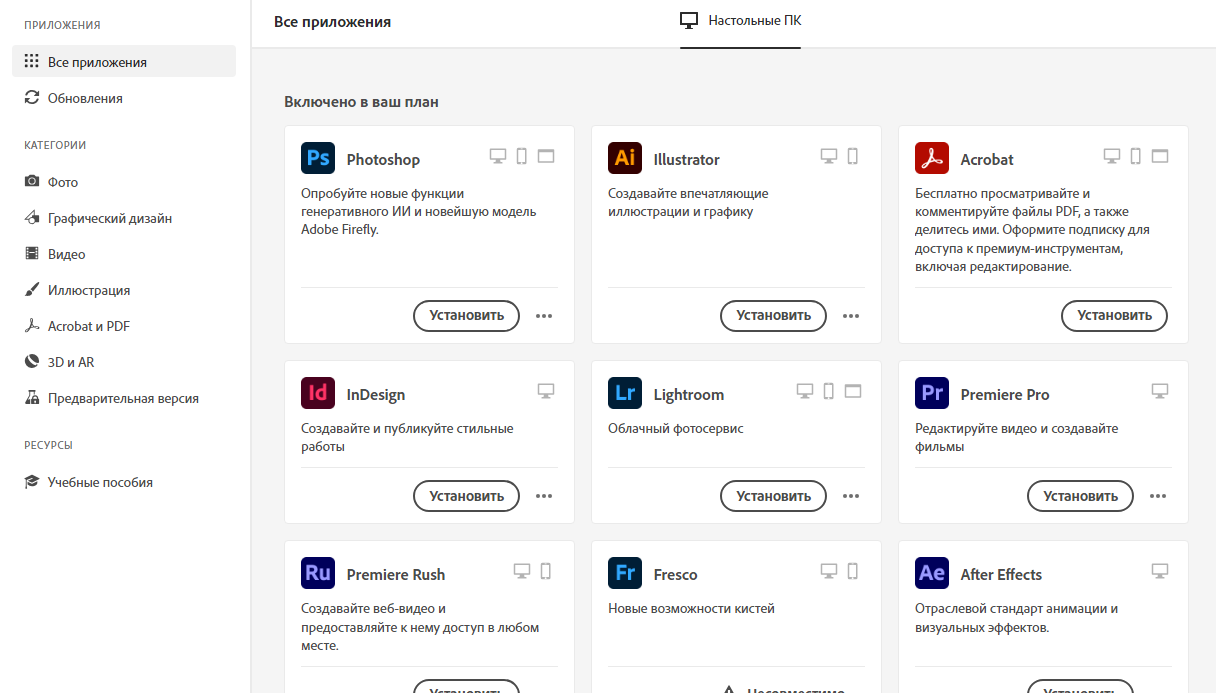 ПРИЛОЖЕНИЯ
Все приложения
Обновления
КАТЕГОРИИ
Фото
Графический дизайн
Видео
Иллюстрация
Acrobat и PDF
3D и AR
Предварительная версия
РЕСУРСЫ
Учебные пособия
Все приложения
Настольные ПК
Включено в ваш план
Ps Photoshop
Опробуйте новые функции
генеративного ИИ и новейшую модель
Adobe Firefly.
Установить
Ai Illustrator
Создавайте впечатляющие
иллюстрации и графику
Установить
Acrobat
Бесплатно просматривайте и
комментируйте файлы PDF, а также
делитесь ими. Оформите подписку для
доступа к премиум-инструментам,
включая редактирование.
Установить
Id InDesign
Создавайте и публикуйте стильные
работы
Установить
Lr Lightroom
Облачный фотосервис
Установить
Pr Premiere Pro
Редактируйте видео и создавайте
фильмы
Установить
Ru Premiere Rush
Создавайте веб-видео и
предоставляйте к нему доступ в любом
месте.
Установить
Fr Fresco
Новые возможности кистей
Несовместимо
Ae After Effects
Отраслевой стандарт анимации и
визуальных эффектов.
Установить